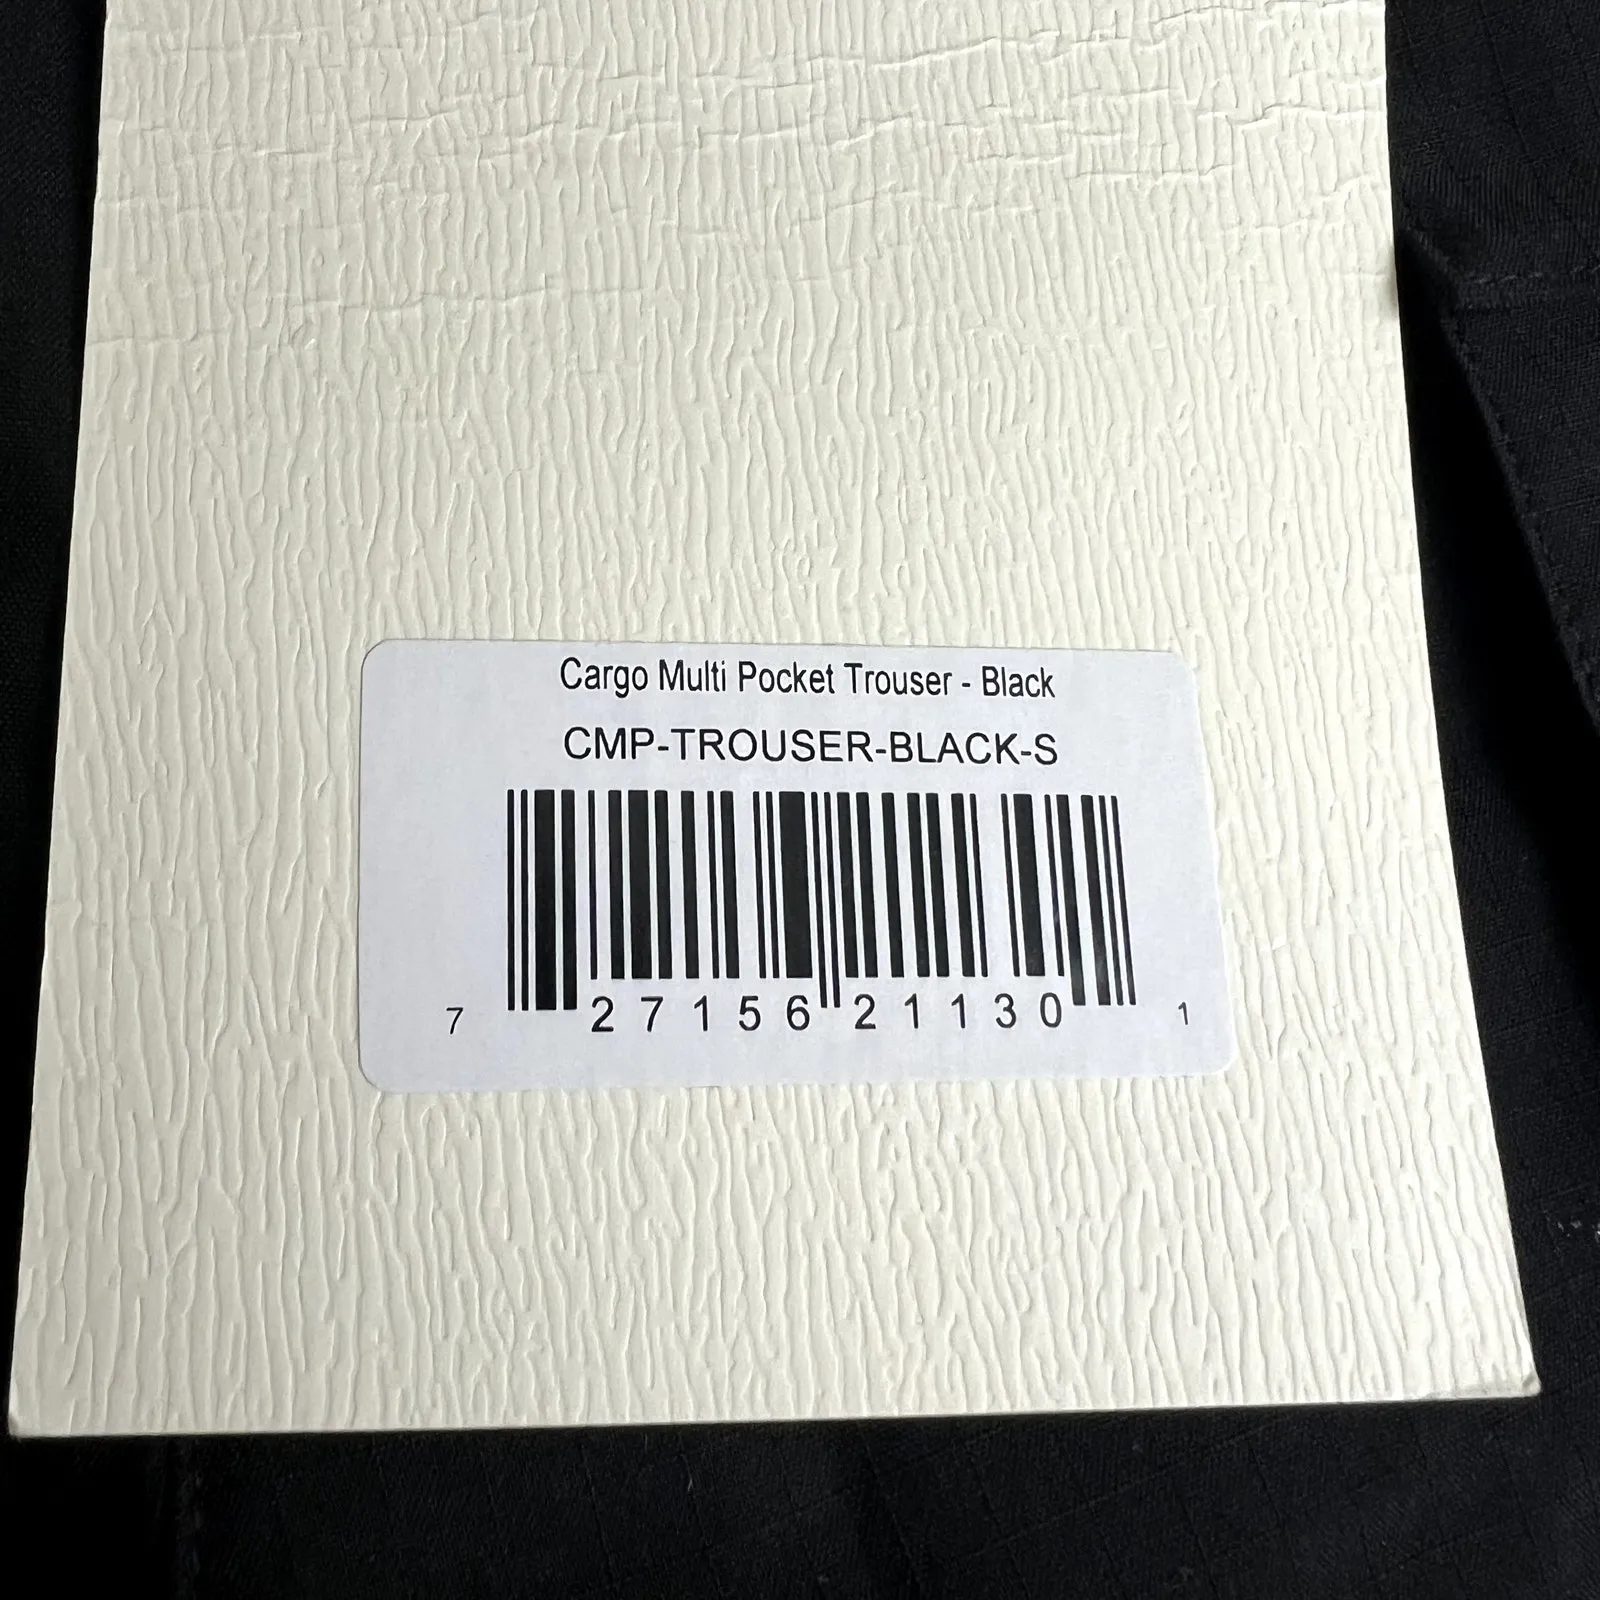 Cargo Multi Pocket Trouser - Black
CMP-TROUSER-BLACK-S
7 27156 21130 1